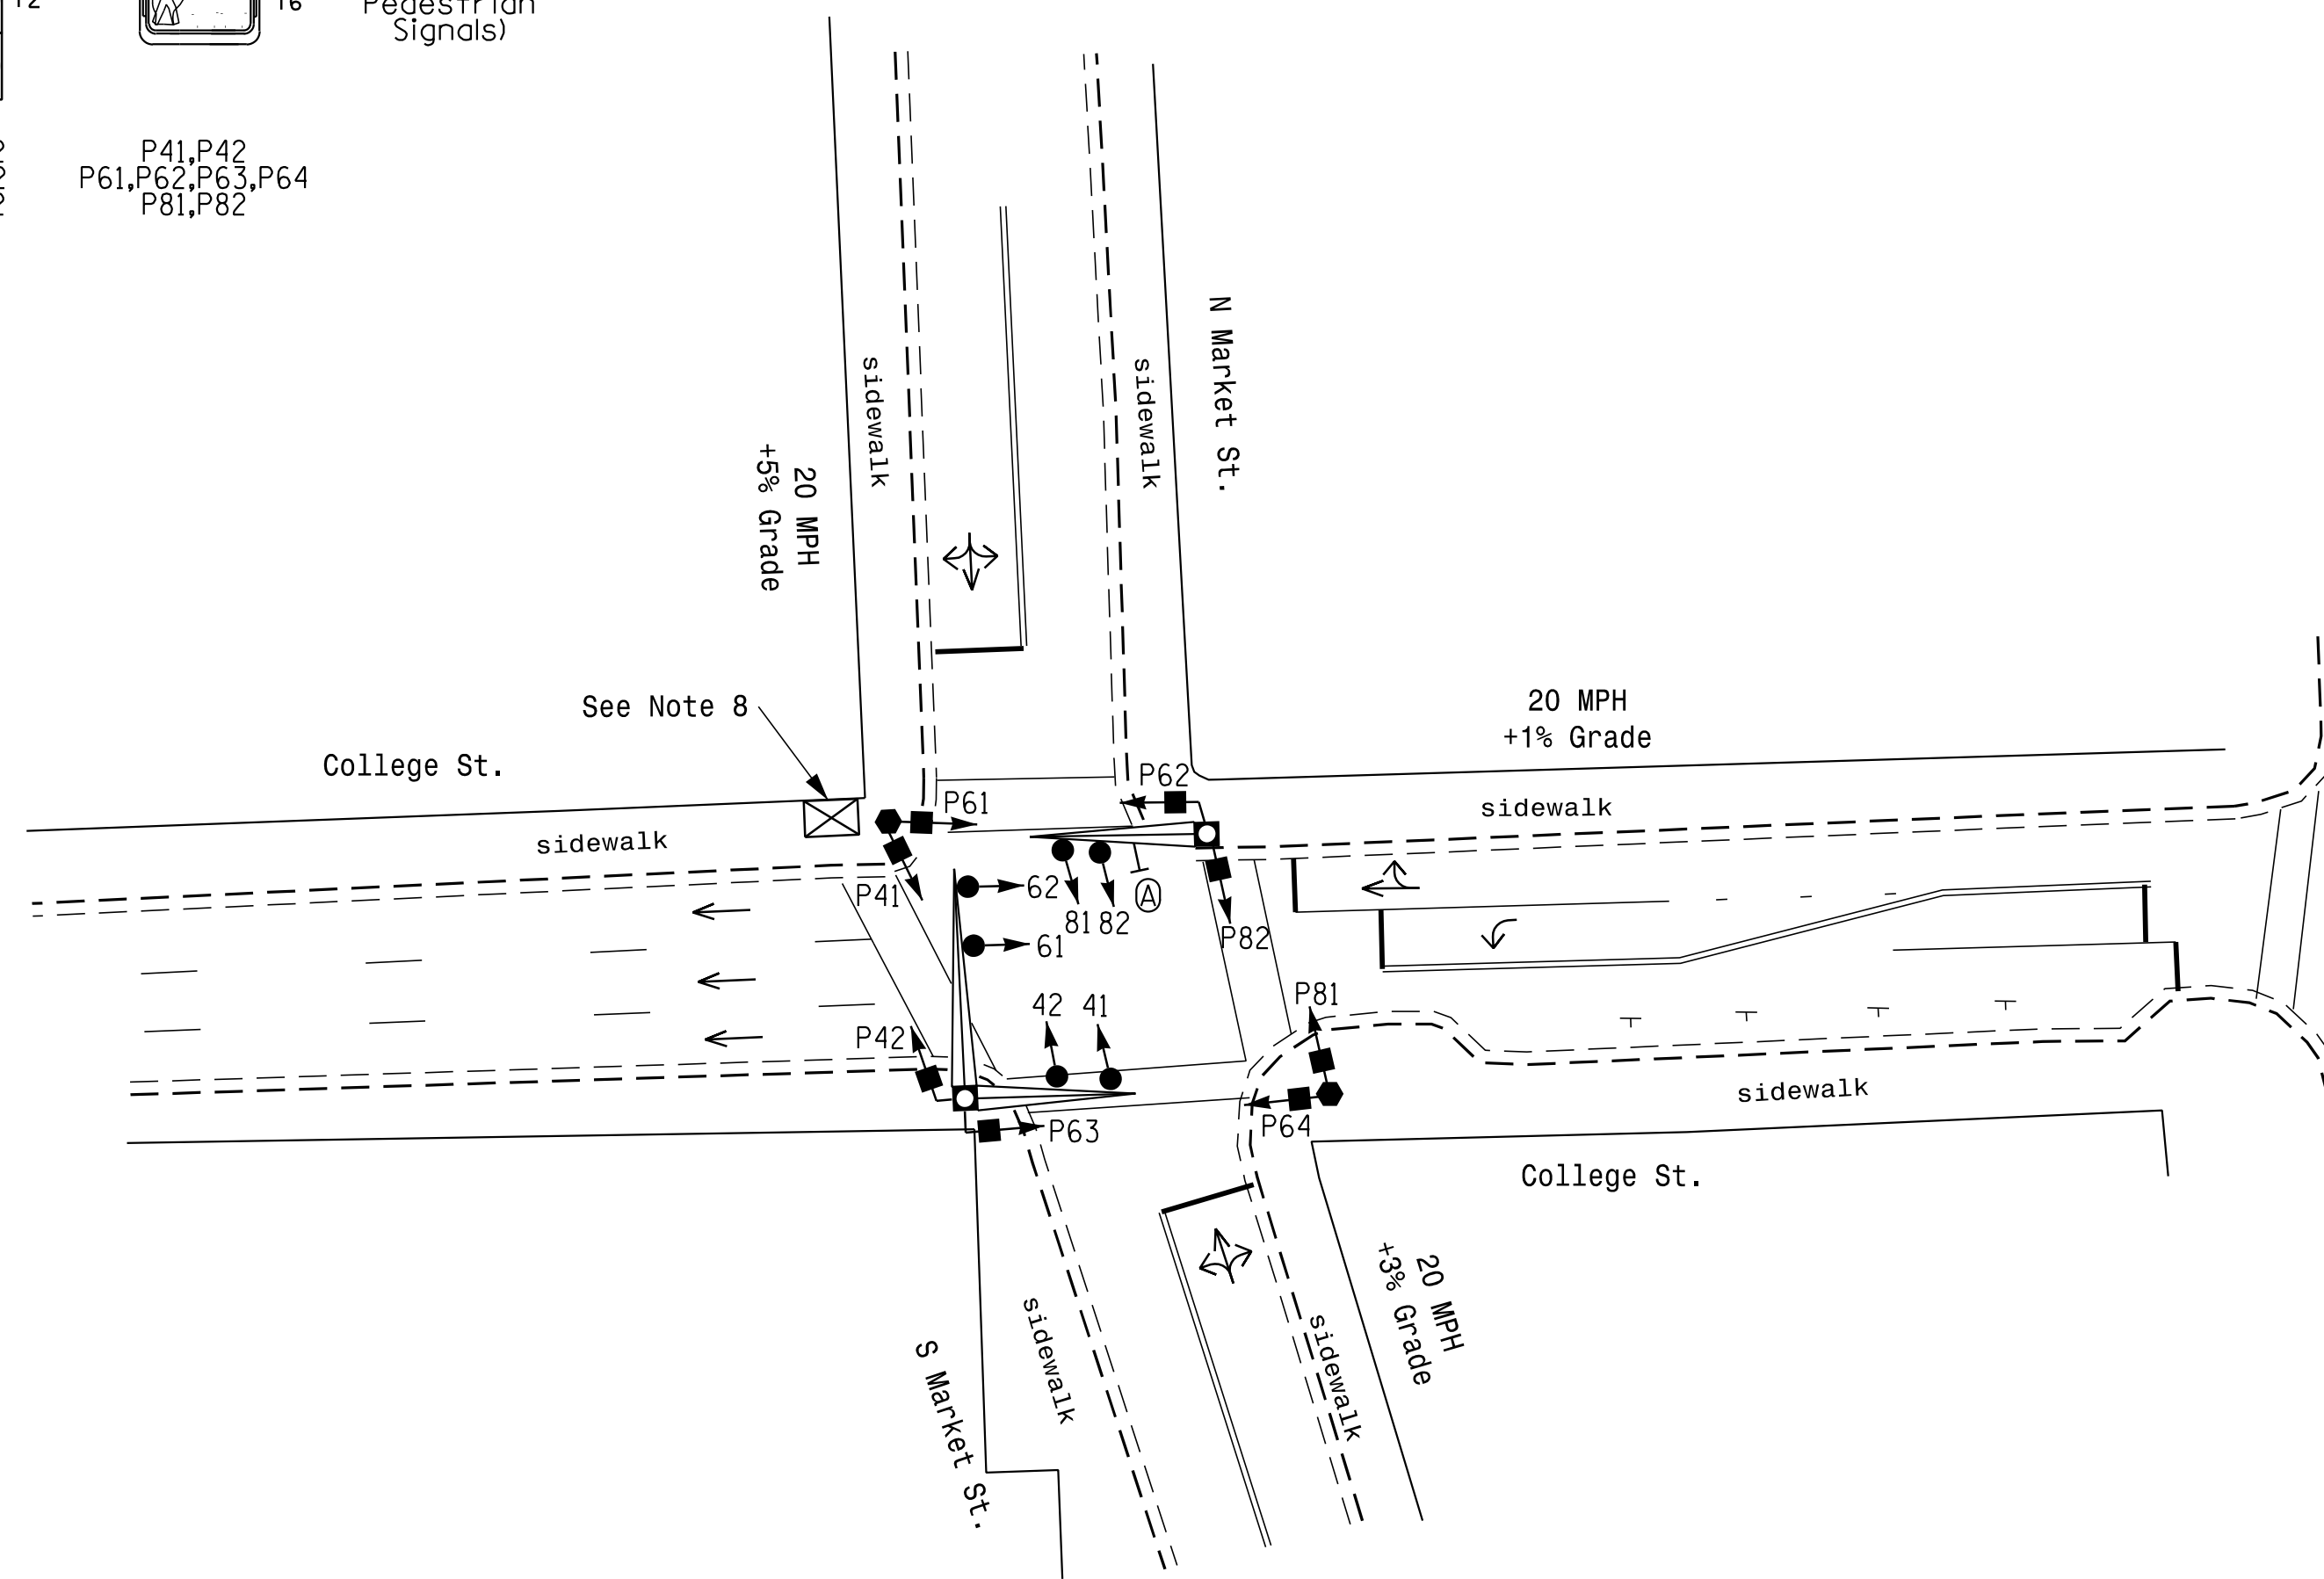 12"
16"
Pedestrian
Signals)
P41,P42
P61,P62,P63,P64
P81,P82
N Market St.
sidewalk
sidewalk
20 MPH
+5% Grade
See Note 8
20 MPH
+1% Grade
College St.
P62
P61
sidewalk
sidewalk
P41
62
81 82
A
P82
61
42
41
P81
P42
P63
P64
sidewalk
College St.
20 MPH
+3% Grade
sidewalk
sidewalk
S Market St.